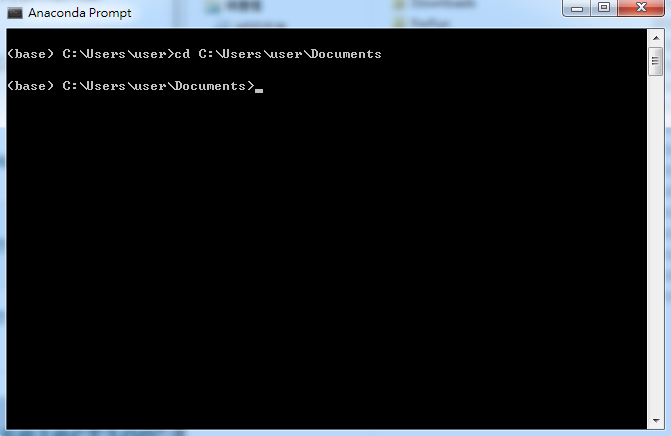 Anaconda Prompt
(base) C:\Users\user>cd C:\Users\user\Documents
(base) C:\Users\user\Documents>